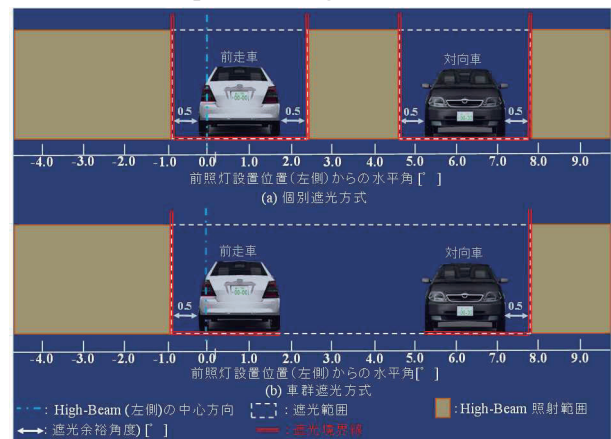 前走車
対向車
0.5 0.5 0.5 0.5
-4.0 -3.0 -2.0 -1.0 0.0 1.0 2.0 3.0 4.0 5.0 6.0 7.0 8.0 9.0
前照灯設置位置(左側)からの水平角[°]
(a) 個別遮光方式
前走車
対向車
0.5 0.5
-4.0 -3.0 -2.0 -1.0 0.0 1.0 2.0 3.0 4.0 5.0 6.0 7.0 8.0 9.0
前照灯設置位置(左側)からの水平角[°]
(b) 車群遮光方式
: High-Beam (左側)の中心方向 : 遮光範囲 : High-Beam 照射範囲
: 遮光余裕角度)[°] : 遮光境界線